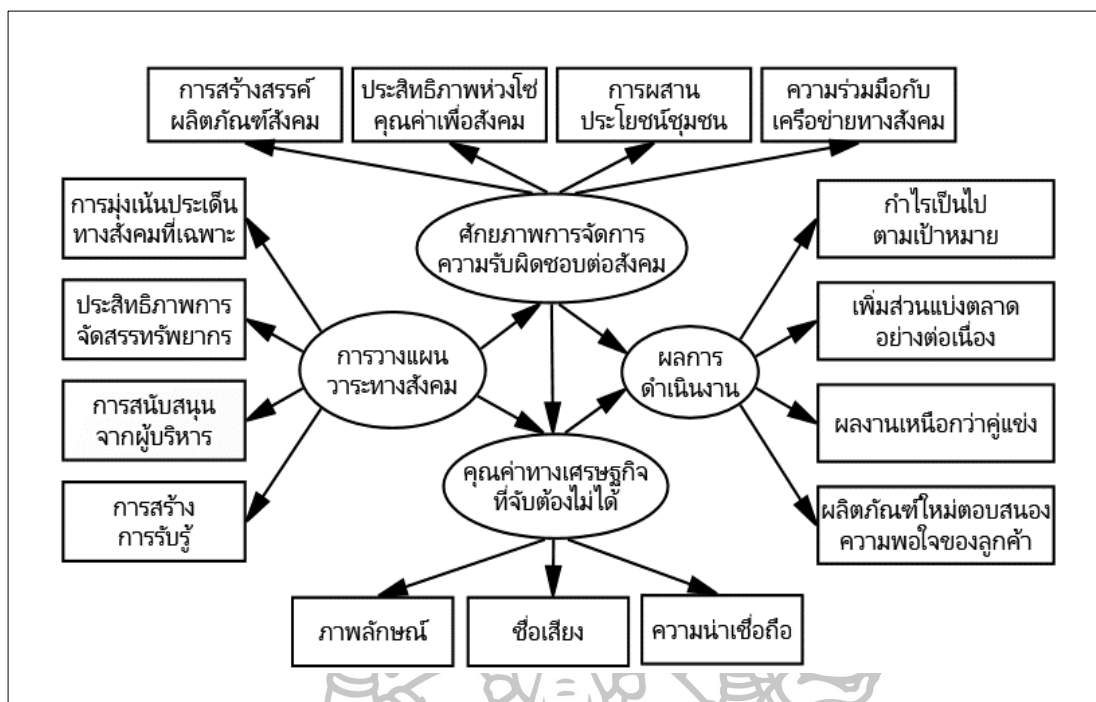 การสร้างสรรค์
ผลิตภัณฑ์สังคม
ประสิทธิภาพห่วงโซ่
คุณค่าเพื่อสังคม
การผสาน
ประโยชน์ชุมชน
ความร่วมมือกับ
เครือข่ายทางสังคม
การมุ่งเน้นประเด็น
ทางสังคมที่เฉพาะ
ประสิทธิภาพการ
จัดสรรทรัพยากร
การสนับสนุน
จากผู้บริหาร
การสร้าง
การรับรู้
ศักยภาพการจัดการ
ความรับผิดชอบต่อสังคม
การวางแผน
วาระทางสังคม
ผลการ
ดำเนินงาน
คุณค่าทางเศรษฐกิจ
ที่จับต้องไม่ได้
กำไรเป็นไป
ตามเป้าหมาย
เพิ่มส่วนแบ่งตลาด
อย่างต่อเนื่อง
ผลงานเหนือกว่าคู่แข่ง
ผลิตภัณฑ์ใหม่ตอบสนอง
ความพอใจของลูกค้า
ภาพลักษณ์
ชื่อเสียง
ความน่าเชื่อถือ